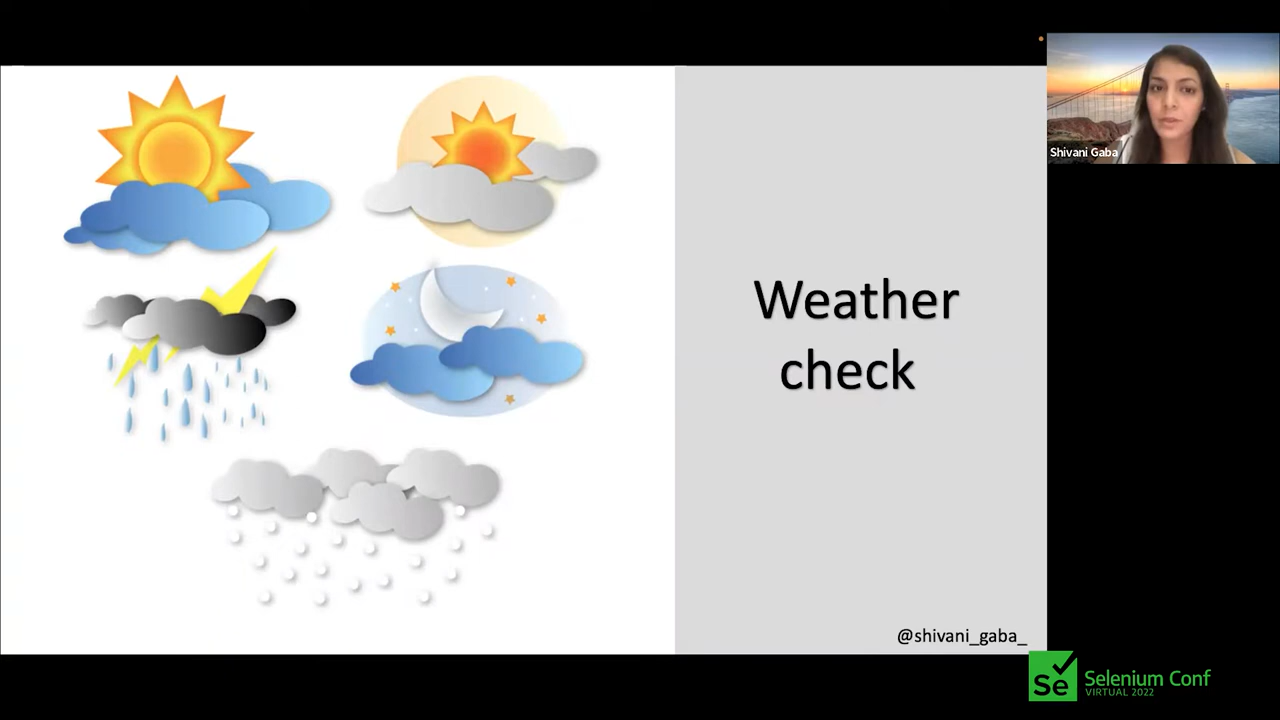 Shivani Gaba
Weather
check
@shivani_gaba_
Se
Selenium Conf
VIRTUAL 2022